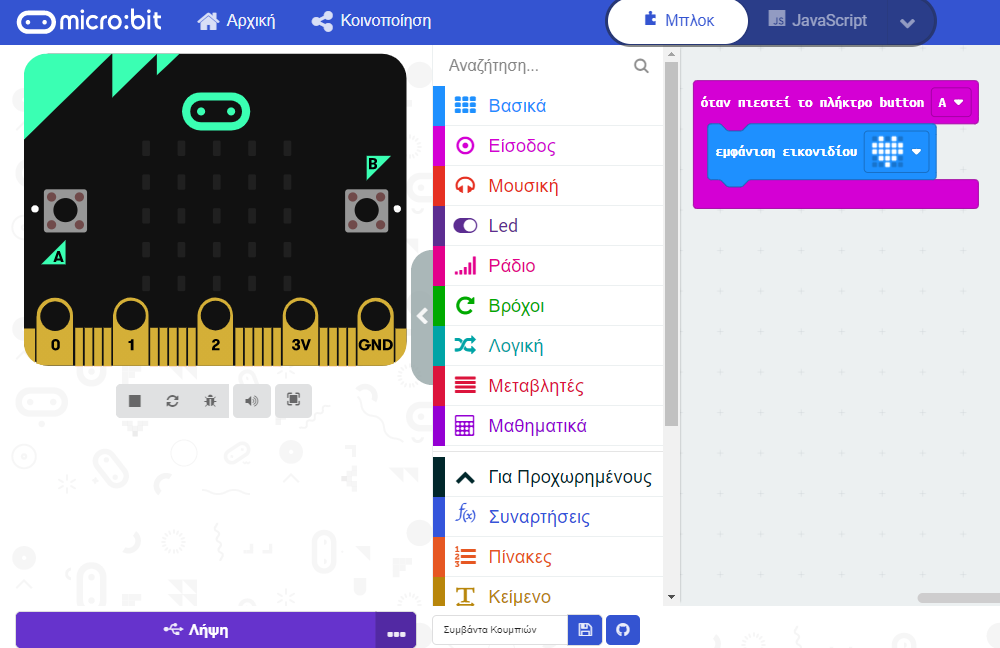 micro:bit
Αρχική
Κοινοποίηση
Μπλοκ
JS JavaScript
B
A
0 1 2 3V GND
Αναζήτηση...
Βασικά
Είσοδος
Μουσική
Led
Ράδιο
Βρόχοι
Λογική
Μεταβλητές
Μαθηματικά
Για Προχωρημένους
f(x) Συναρτήσεις
Πίνακες
Κείμενο
όταν πιεστεί το πλήκτρο button A
εμφάνιση εικονιδίου
Λήψη
Συμβάντα Κουμπιών